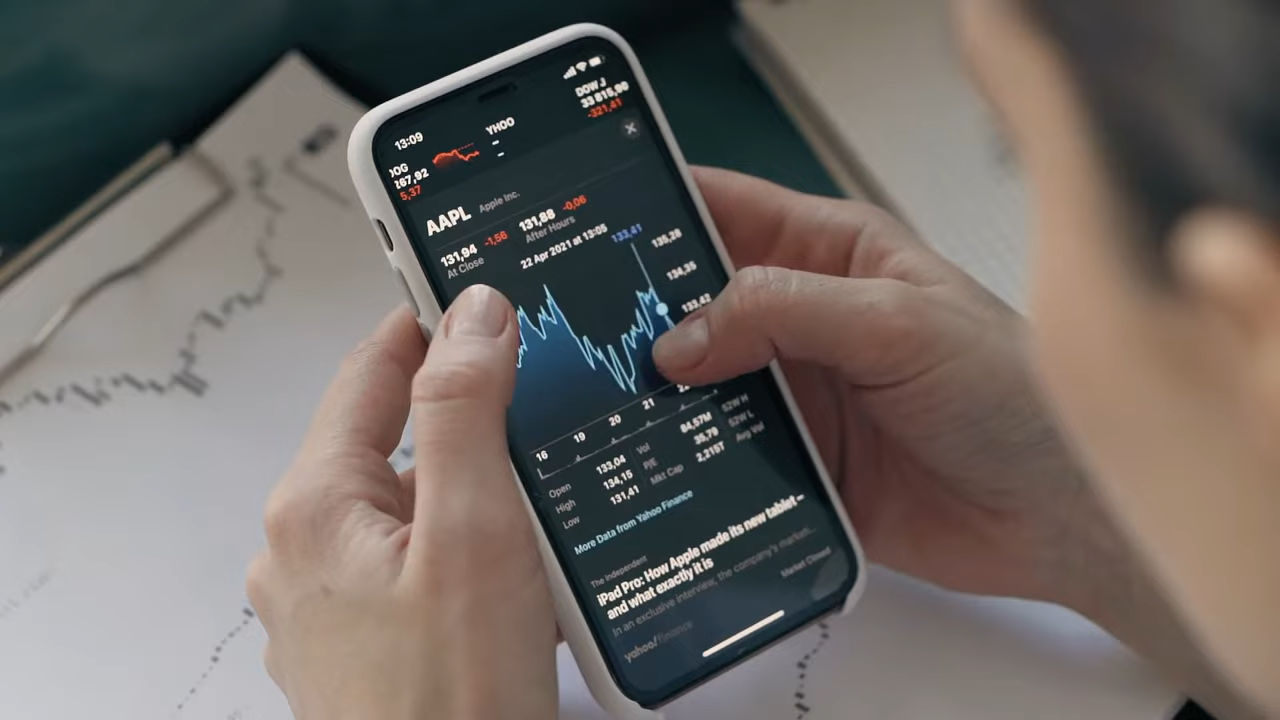 13:09
YHOO
DOW J
33 815,90
-321,41
OG
267,92
5,37
AAPL Apple Inc.
131,94 -1,56 131,88 -0,06
At Close After Hours
22 Apr 2021 at 13:05
133,41
135,28
134,35
133,42
16 19 20 21
Open 133,04 Vol 84,57M 52W H
High 134,15 P/E 35,79 52W L
Low 131,41 Mkt Cap 2,215T Avg Vol
More Data from Yahoo Finance
The Independent
iPad Pro: How Apple made its new tablet –
and what exactly it is
In an exclusive interview, the company's market...
yahoo/finance
Market Closed